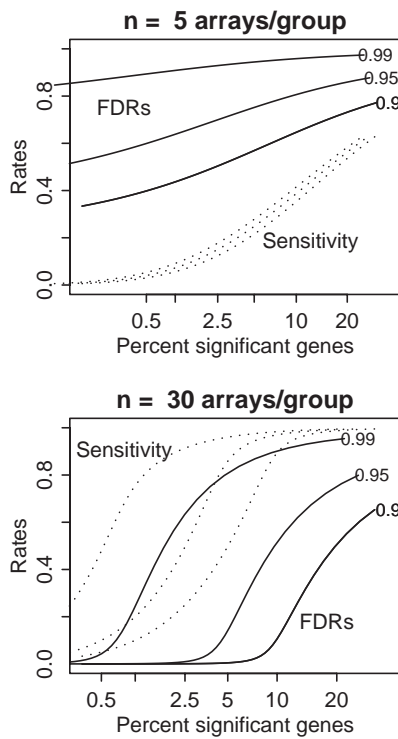 n = 5 arrays/group
0.99
0.95
0.9
FDRs
Sensitivity
Rates
0.0
0.4
0.8
0.5
2.5
10
20
Percent significant genes
n = 30 arrays/group
Sensitivity
0.99
0.95
0.9
FDRs
Rates
0.0
0.4
0.8
0.5
2.5
5
10
20
Percent significant genes